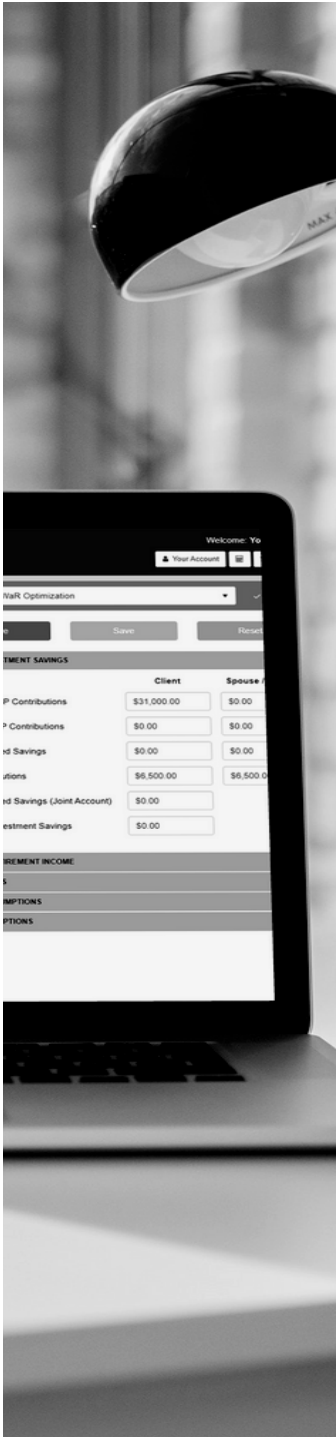 MAX
Welcome: Yo
Your Account
WaR Optimization
e Save Reset
TMENT SAVINGS
Client Spouse /
P Contributions $31,000.00 $0.00
P Contributions $0.00 $0.00
ed Savings $0.00 $0.00
utions $6,500.00 $6,500.0
ed Savings (Joint Account) $0.00
estment Savings $0.00
IREMENT INCOME
S
UMPTIONS
PTIONS